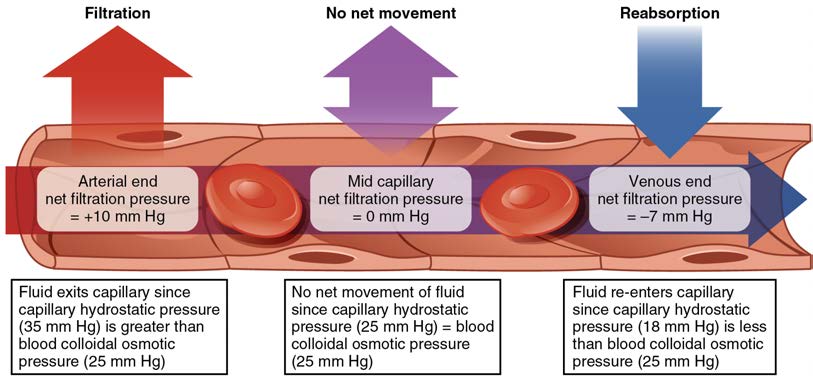 Filtration
No net movement
Reabsorption
Arterial end
net filtration pressure
= +10 mm Hg
Mid capillary
net filtration pressure
= 0 mm Hg
Venous end
net filtration pressure
= –7 mm Hg
Fluid exits capillary since
capillary hydrostatic pressure
(35 mm Hg) is greater than
blood colloidal osmotic
pressure (25 mm Hg)
No net movement of fluid
since capillary hydrostatic
pressure (25 mm Hg) = blood
colloidal osmotic pressure
(25 mm Hg)
Fluid re-enters capillary
since capillary hydrostatic
pressure (18 mm Hg) is less
than blood colloidal osmotic
pressure (25 mm Hg)